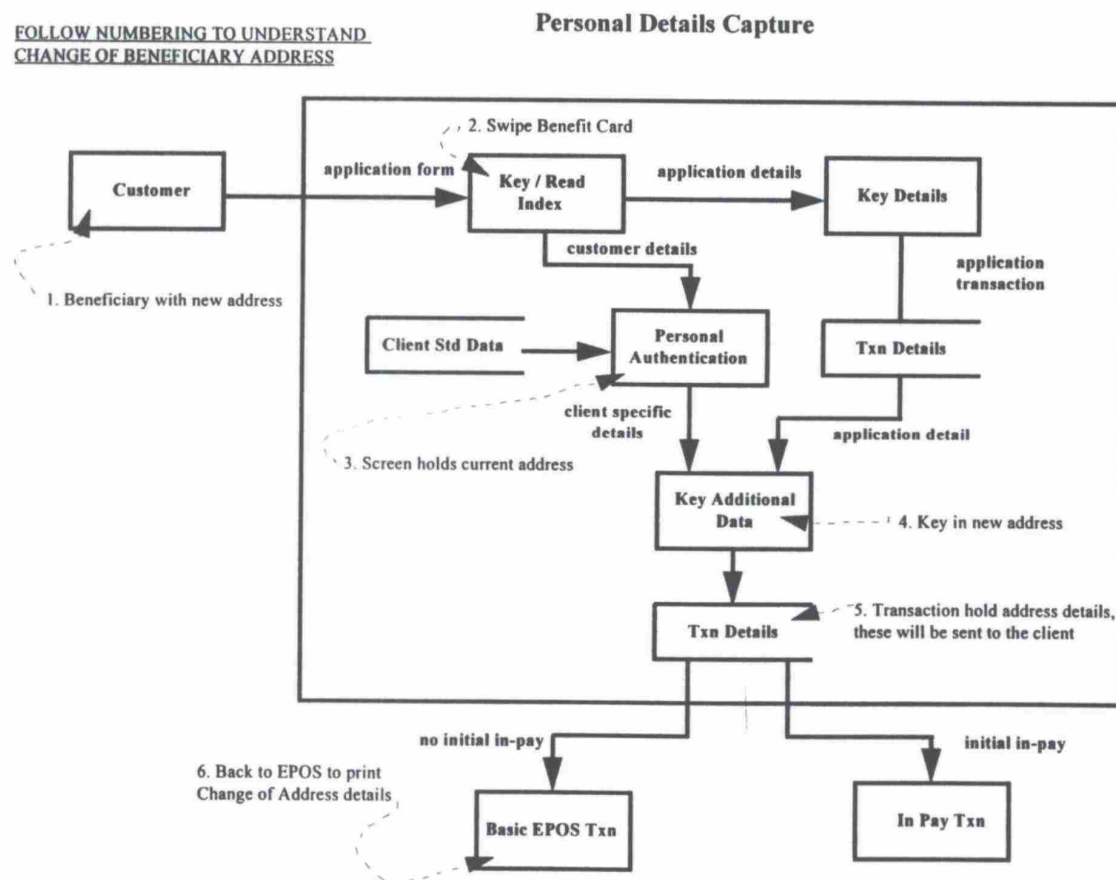 Personal Details Capture
FOLLOW NUMBERING TO UNDERSTAND
CHANGE OF BENEFICIARY ADDRESS
2. Swipe Benefit Card
Customer
application form
Key / Read
Index
application details
Key Details
customer details
application
transaction
1. Beneficiary with new address
Client Std Data
Personal
Authentication
Txn Details
client specific
details
application detail
3. Screen holds current address
Key Additional
Data
4. Key in new address
Txn Details
5. Transaction hold address details,
these will be sent to the client
no initial in-pay
initial in-pay
6. Back to EPOS to print
Change of Address details
Basic EPOS Txn
In Pay Txn